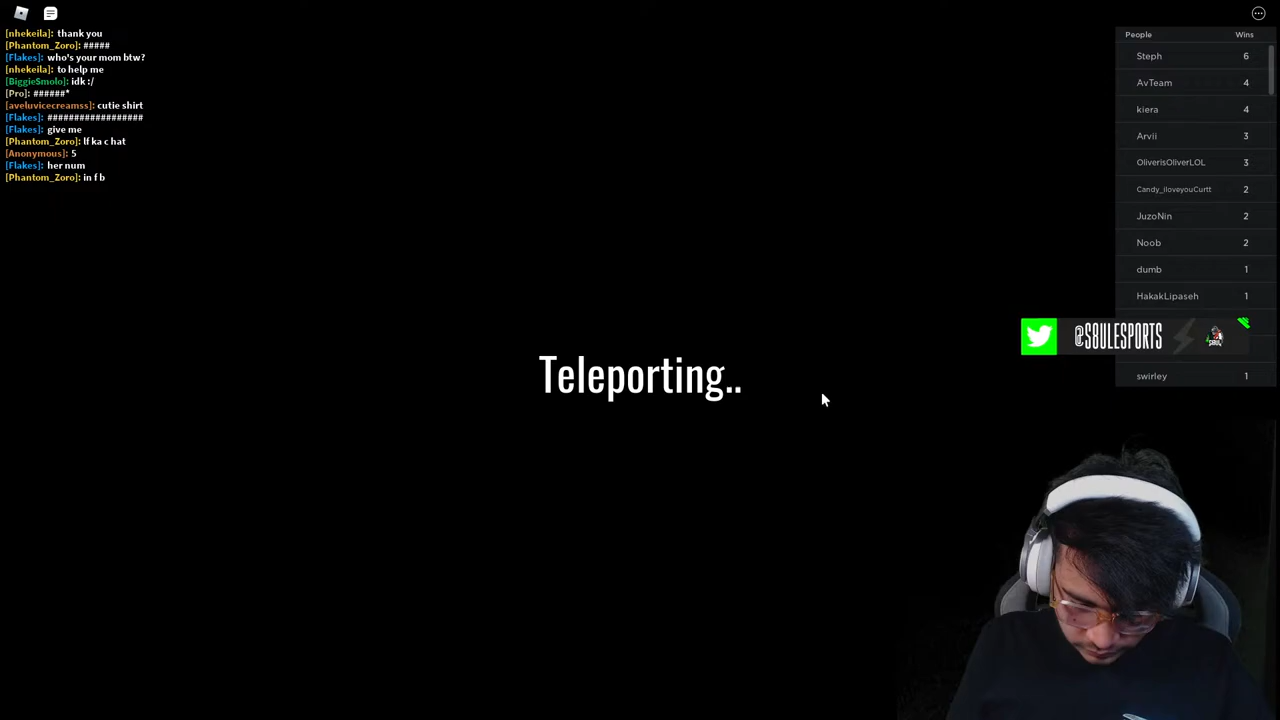 [nhekeila]: thank you
[Phantom_Zoro]: #####
[Flakes]: who's your mom btw?
[nhekeila]: to help me
[BiggieSmolo]: idk :/
[Pro]: ######*
[aveluvicecreamss]: cutie shirt
[Flakes]: #################
[Flakes]: give me
[Phantom_Zoro]: lf ka c hat
[Anonymous]: 5
[Flakes]: her num
[Phantom_Zoro]: in f b
People Wins
Steph 6
AvTeam 4
kiera 4
Arvii 3
OliverisOliverLOL 3
Candy_iloveyouCurtt 2
JuzoNin 2
Noob 2
dumb 1
HakakLipaseh 1
@S8ULESPORTS
swirley 1
Teleporting..